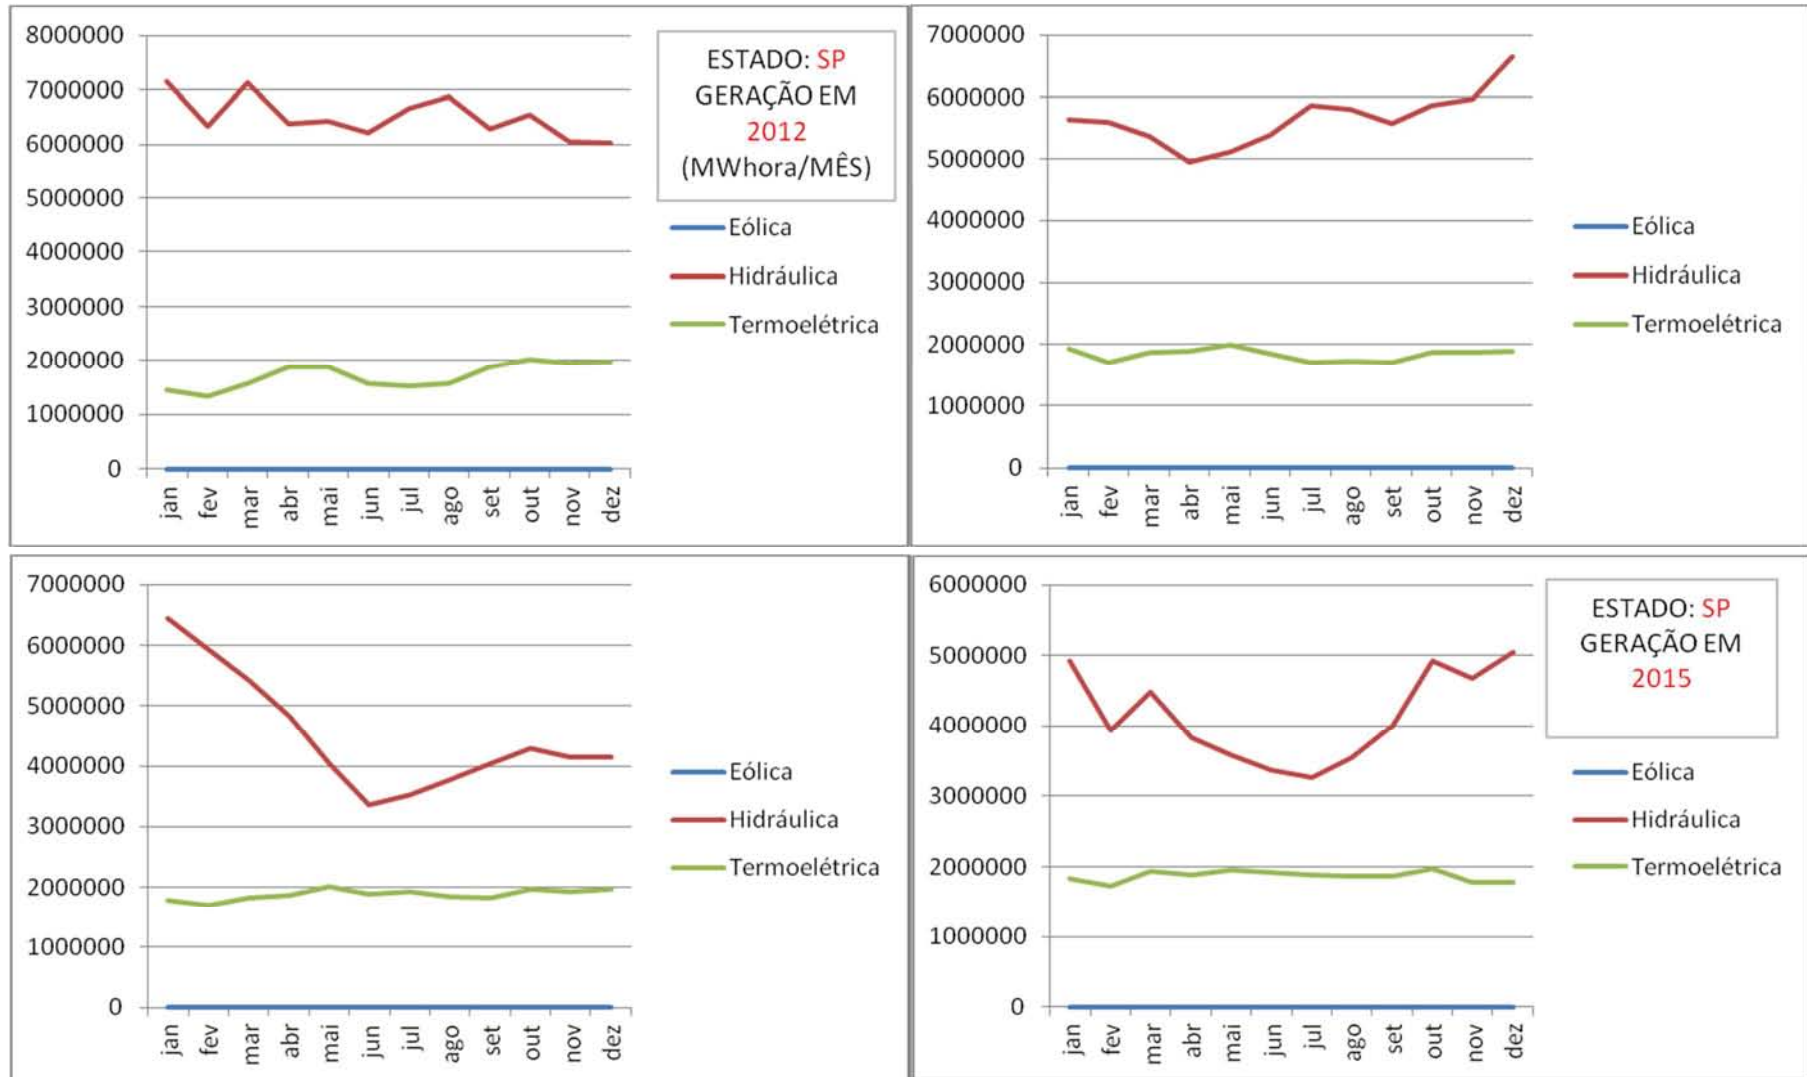 8000000
7000000
6000000
5000000
4000000
3000000
2000000
1000000
0
jan
fev
mar
abr
mai
jun
jul
ago
set
out
nov
dez
ESTADO: SP
GERAÇÃO EM
2012
(MWhora/MÊS)
Eólica
Hidráulica
Termoelétrica
7000000
6000000
5000000
4000000
3000000
2000000
1000000
0
jan
fev
mar
abr
mai
jun
jul
ago
set
out
nov
dez
Eólica
Hidráulica
Termoelétrica
7000000
6000000
5000000
4000000
3000000
2000000
1000000
0
jan
fev
mar
abr
mai
jun
jul
ago
set
out
nov
dez
Eólica
Hidráulica
Termoelétrica
6000000
5000000
4000000
3000000
2000000
1000000
0
jan
fev
mar
abr
mai
jun
jul
ago
set
out
nov
dez
ESTADO: SP
GERAÇÃO EM
2015
Eólica
Hidráulica
Termoelétrica